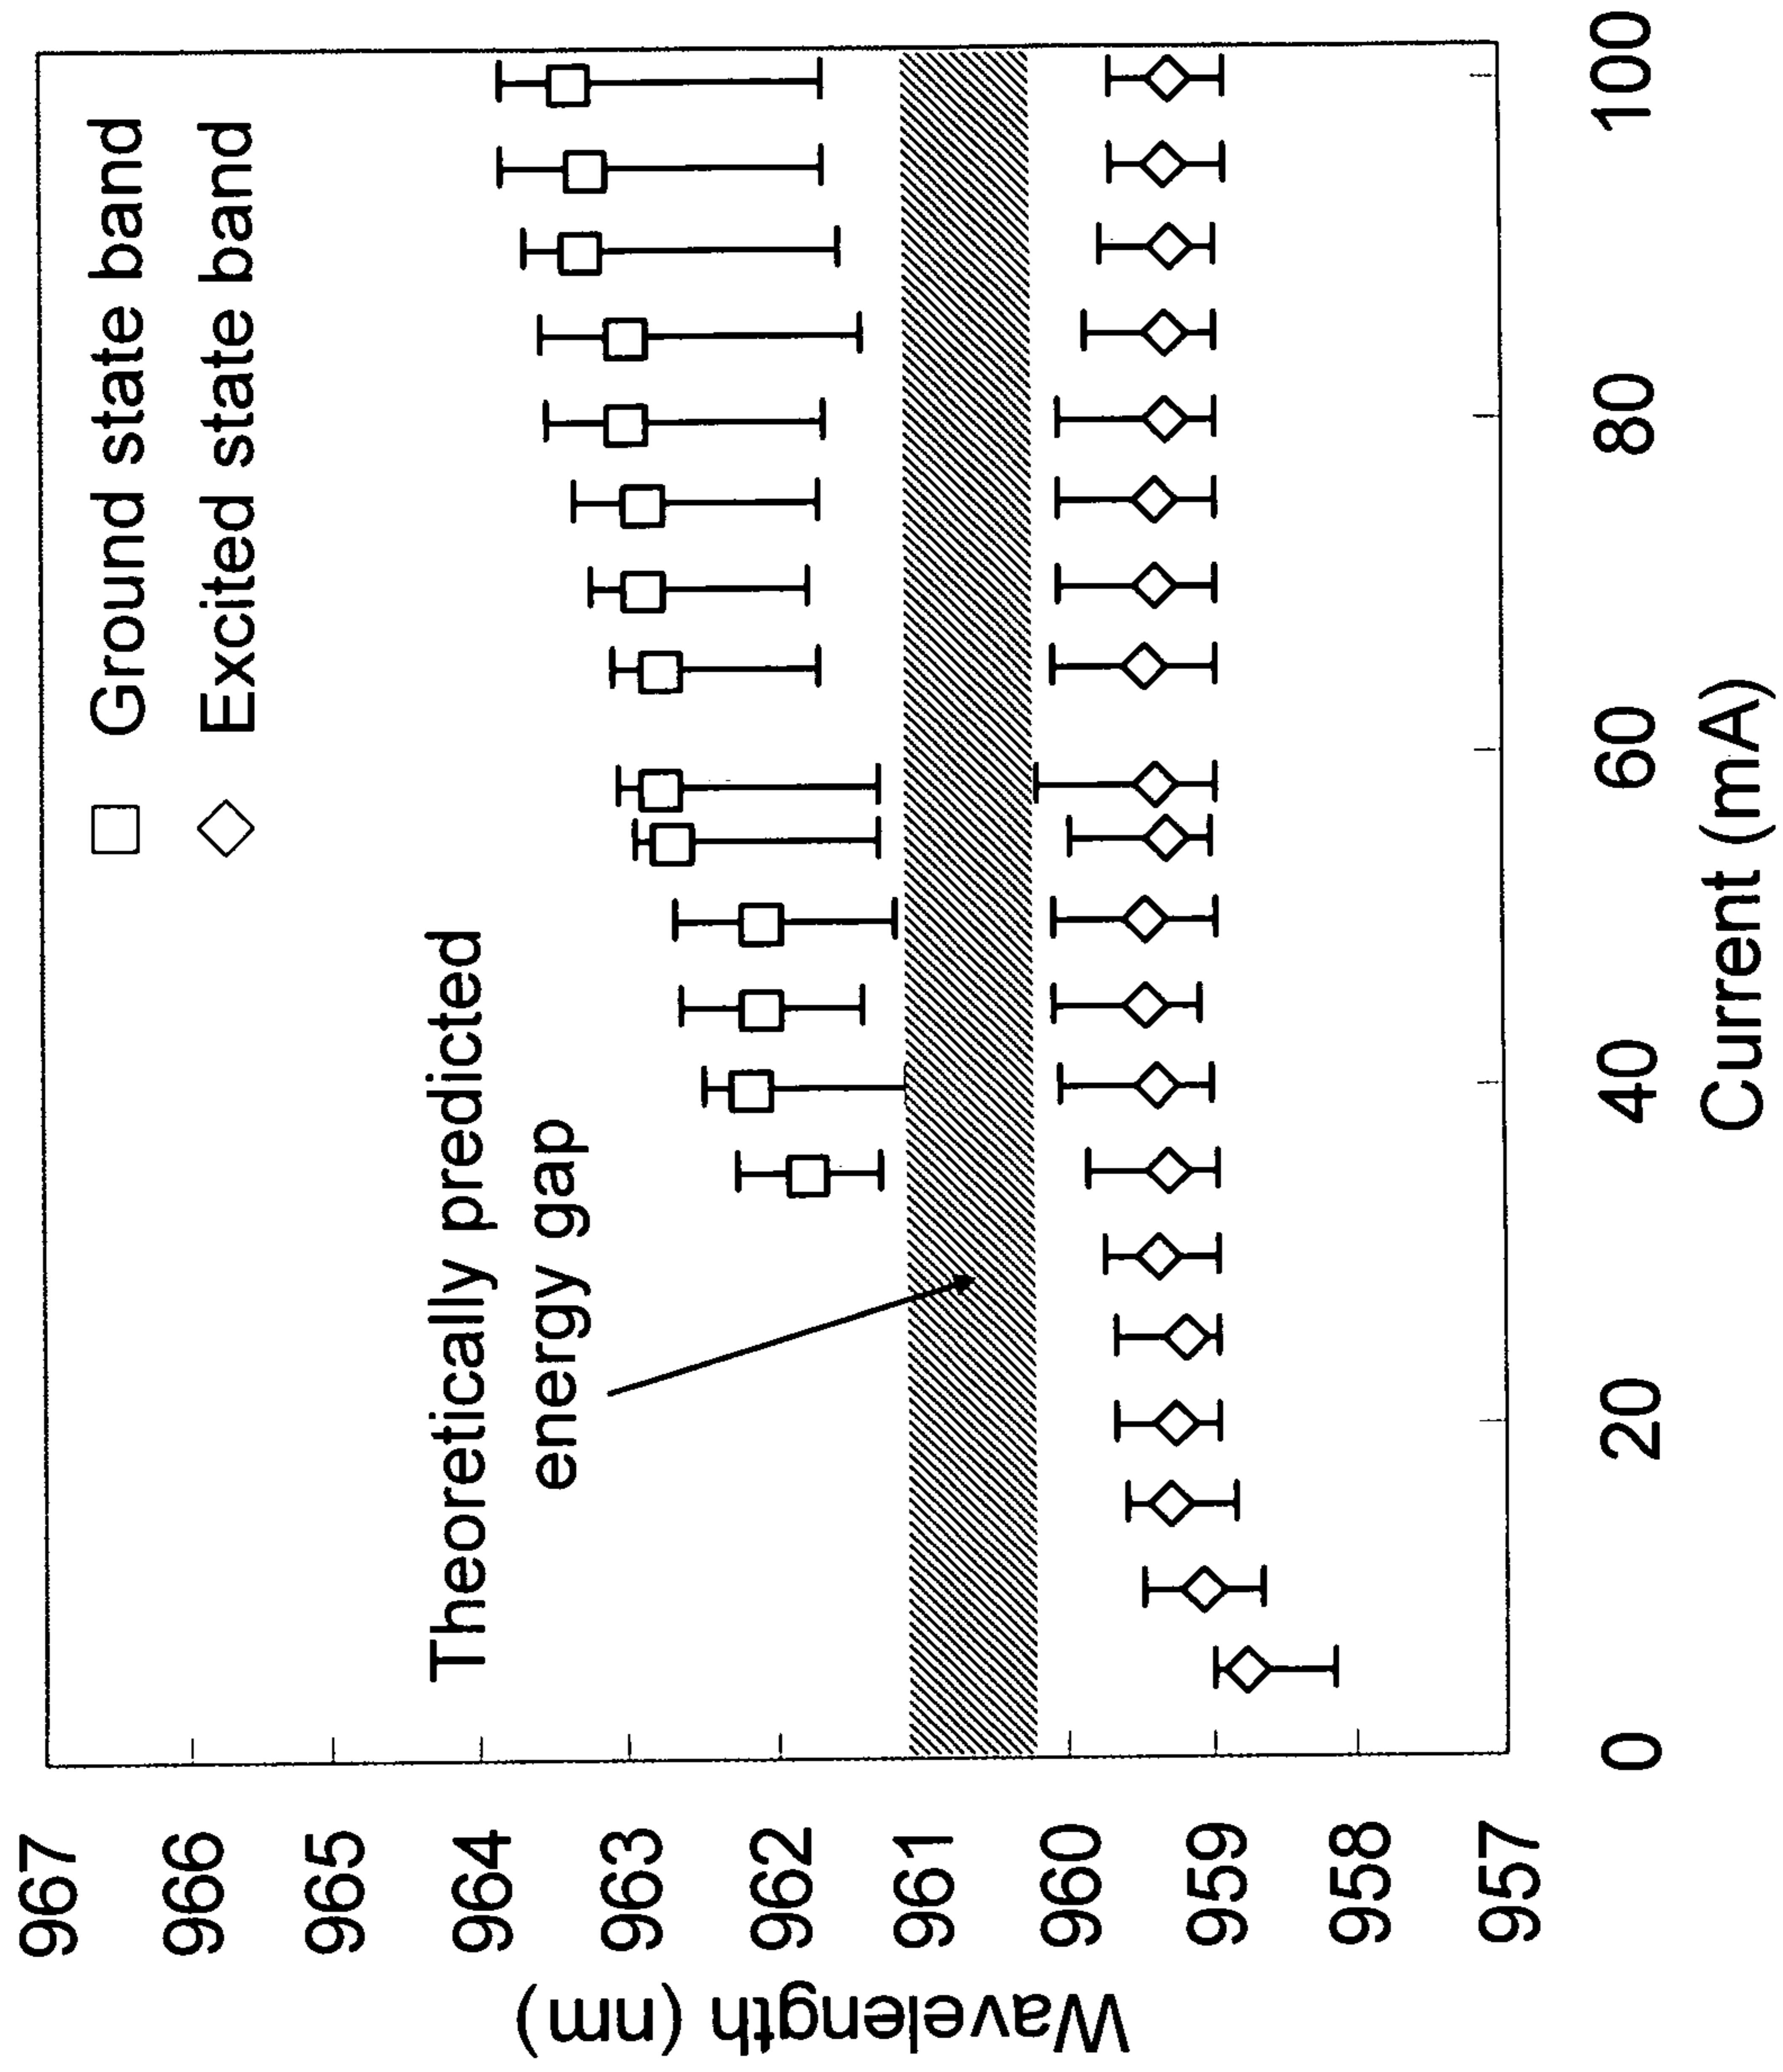 Ground state band
Excited state band
Theoretically predicted
energy gap
967
966
965
964
963
962
961
960
959
958
957
Wavelength (nm)
0
20
40
60
80
100
Current (mA)